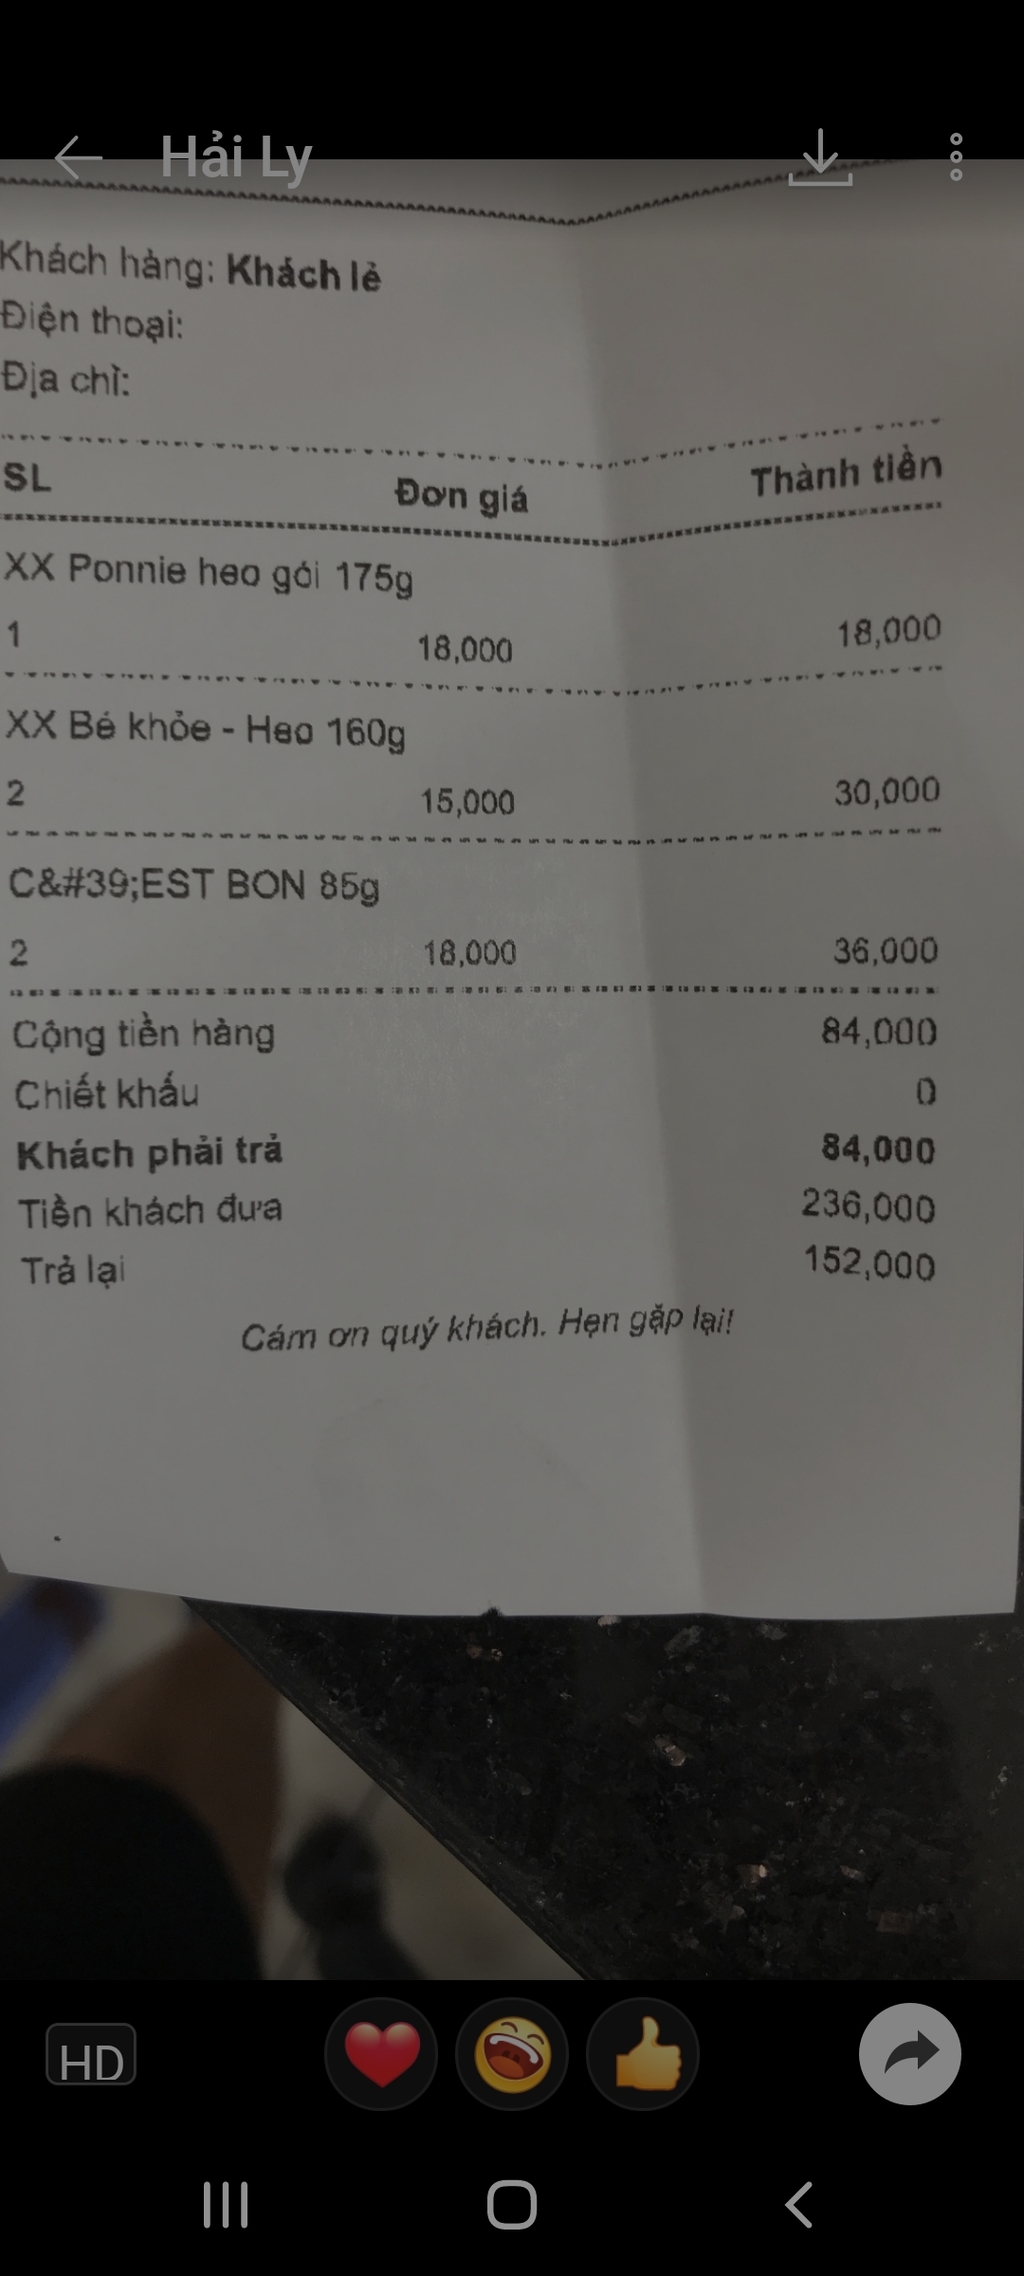 Hải Ly
Khách hàng: Khách lẻ
Điện thoại:
Địa chỉ:
SL Đơn giá Thành tiền
XX Ponnie heo gói 175g
1 18,000 18,000
XX Bé khỏe - Heo 160g
2 15,000 30,000
C&#39;EST BON 85g
2 18,000 36,000
Cộng tiền hàng 84,000
Chiết khấu 0
Khách phải trả 84,000
Tiền khách đưa 236,000
Trả lại 152,000
Cám ơn quý khách. Hẹn gặp lại!
HD